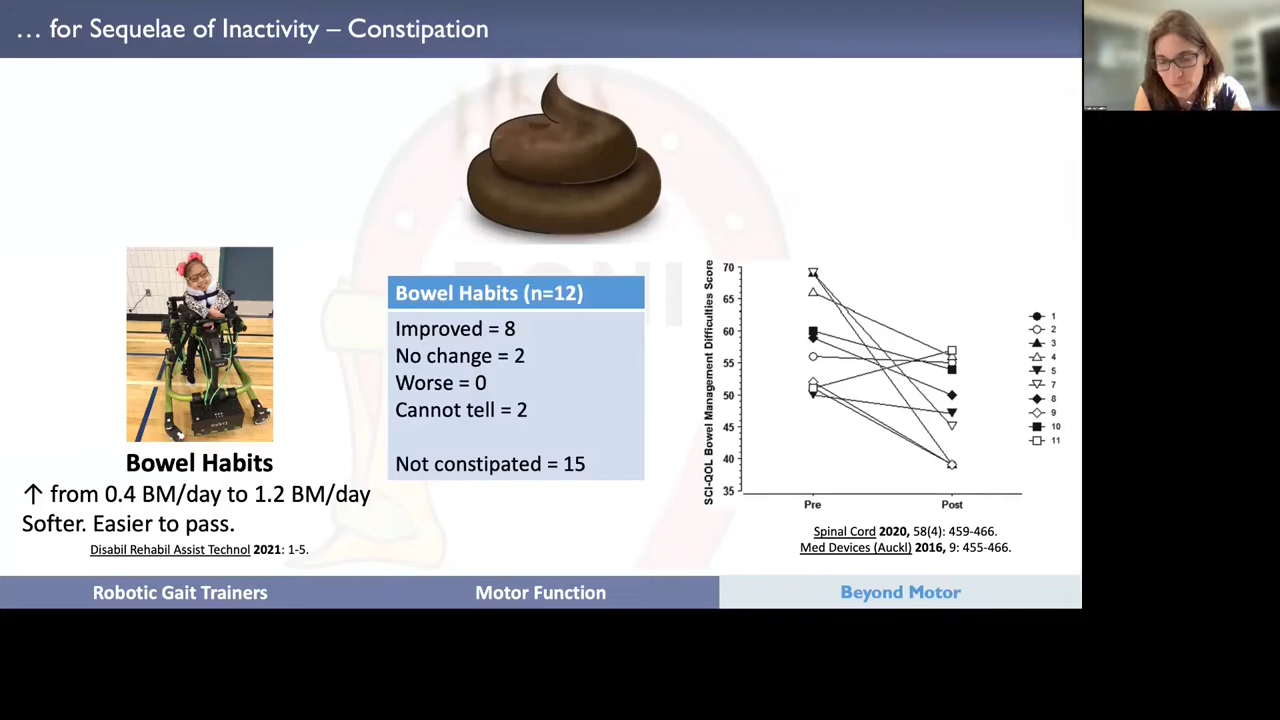 … for Sequelae of Inactivity – Constipation
Bowel Habits
↑ from 0.4 BM/day to 1.2 BM/day
Softer. Easier to pass.
Disabil Rehabil Assist Technol 2021: 1-5.
Bowel Habits (n=12)
Improved = 8
No change = 2
Worse = 0
Cannot tell = 2
Not constipated = 15
SCI-QOL Bowel Management Difficulties Score
70
65
60
55
50
45
40
35
Pre
Post
1
2
3
4
5
7
8
9
10
11
Spinal Cord 2020, 58(4): 459-466.
Med Devices (Auckl) 2016, 9: 455-466.
Robotic Gait Trainers
Motor Function
Beyond Motor